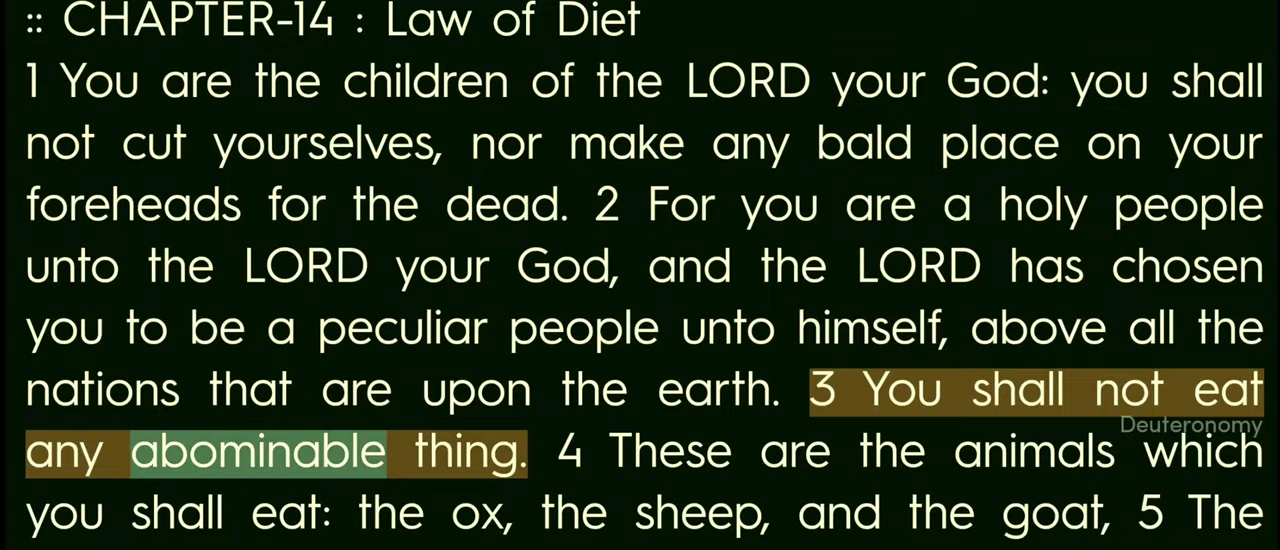 :: CHAPTER-14 : Law of Diet
1 You are the children of the LORD your God: you shall
not cut yourselves, nor make any bald place on your
foreheads for the dead. 2 For you are a holy people
unto the LORD your God, and the LORD has chosen
you to be a peculiar people unto himself, above all the
nations that are upon the earth. 3 You shall not eat
Deuteronomy
any abominable thing. 4 These are the animals which
you shall eat: the ox, the sheep, and the goat, 5 The